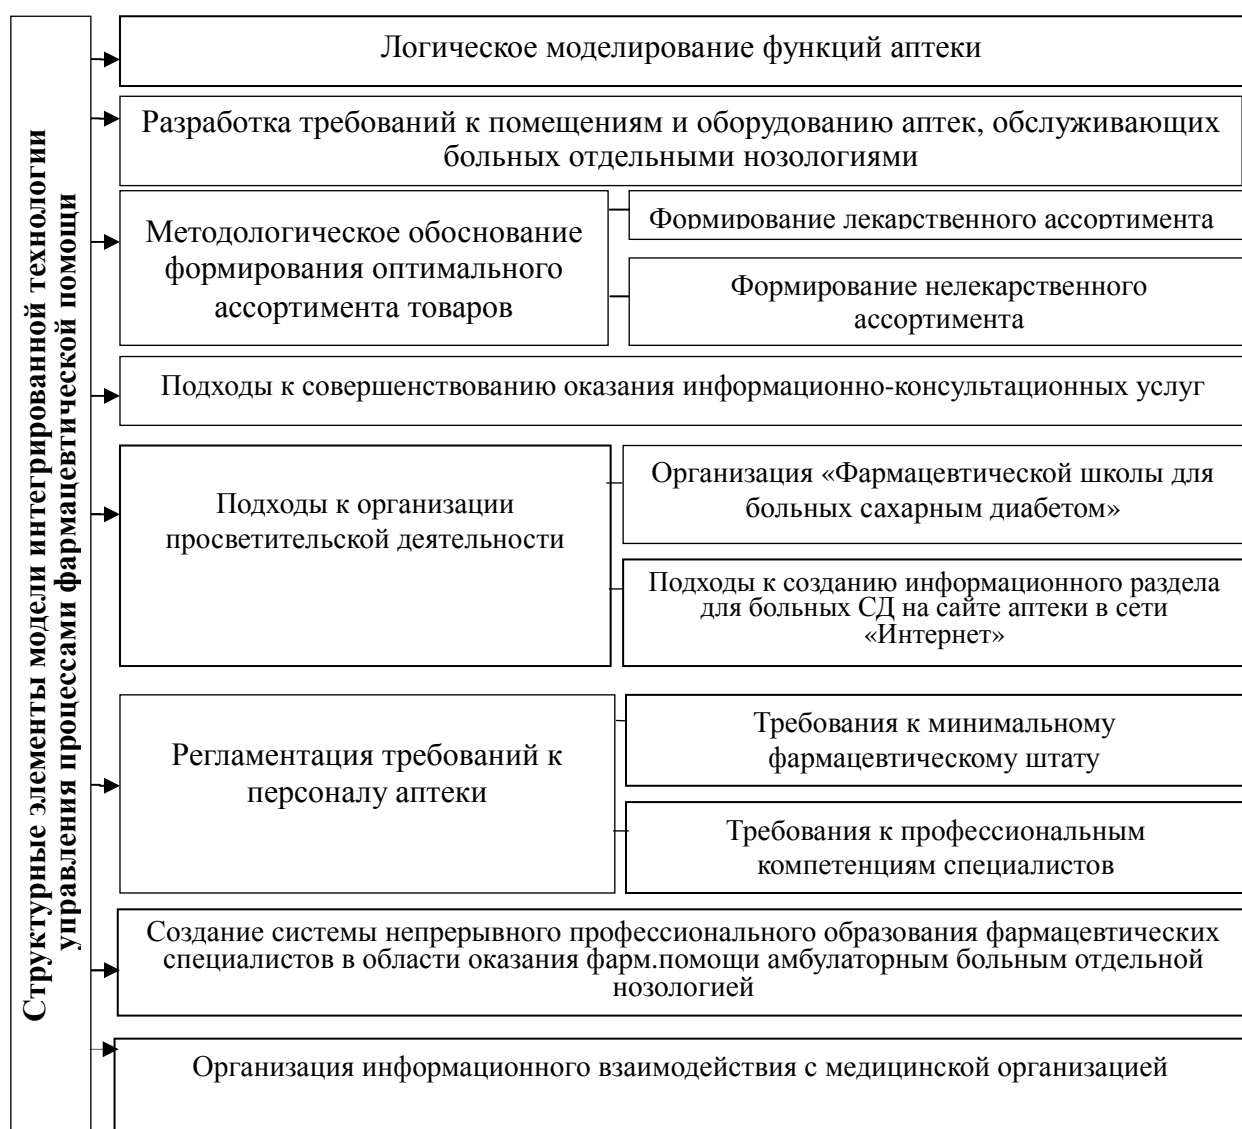 Структурные элементы модели интегрированной технологии
управления процессами фармацевтической помощи
Логическое моделирование функций аптеки
Разработка требований к помещениям и оборудованию аптек, обслуживающих
больных отдельными нозологиями
Методологическое обоснование
формирования оптимального
ассортимента товаров
Формирование лекарственного ассортимента
Формирование нелекарственного
ассортимента
Подходы к совершенствованию оказания информационно-консультационных услуг
Подходы к организации
просветительской деятельности
Организация «Фармацевтической школы для
больных сахарным диабетом»
Подходы к созданию информационного раздела
для больных СД на сайте аптеки в сети
«Интернет»
Регламентация требований к
персоналу аптеки
Требования к минимальному
фармацевтическому штату
Требования к профессиональным
компетенциям специалистов
Создание системы непрерывного профессионального образования фармацевтических
специалистов в области оказания фарм.помощи амбулаторным больным отдельной
нозологией
Организация информационного взаимодействия с медицинской организацией